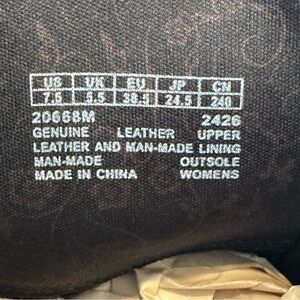 US UK EU JP CN
7.5 5.5 38.5 24.5 240
20668M 2426
GENUINE LEATHER UPPER
LEATHER AND MAN-MADE LINING
MAN-MADE OUTSOLE
MADE IN CHINA WOMENS